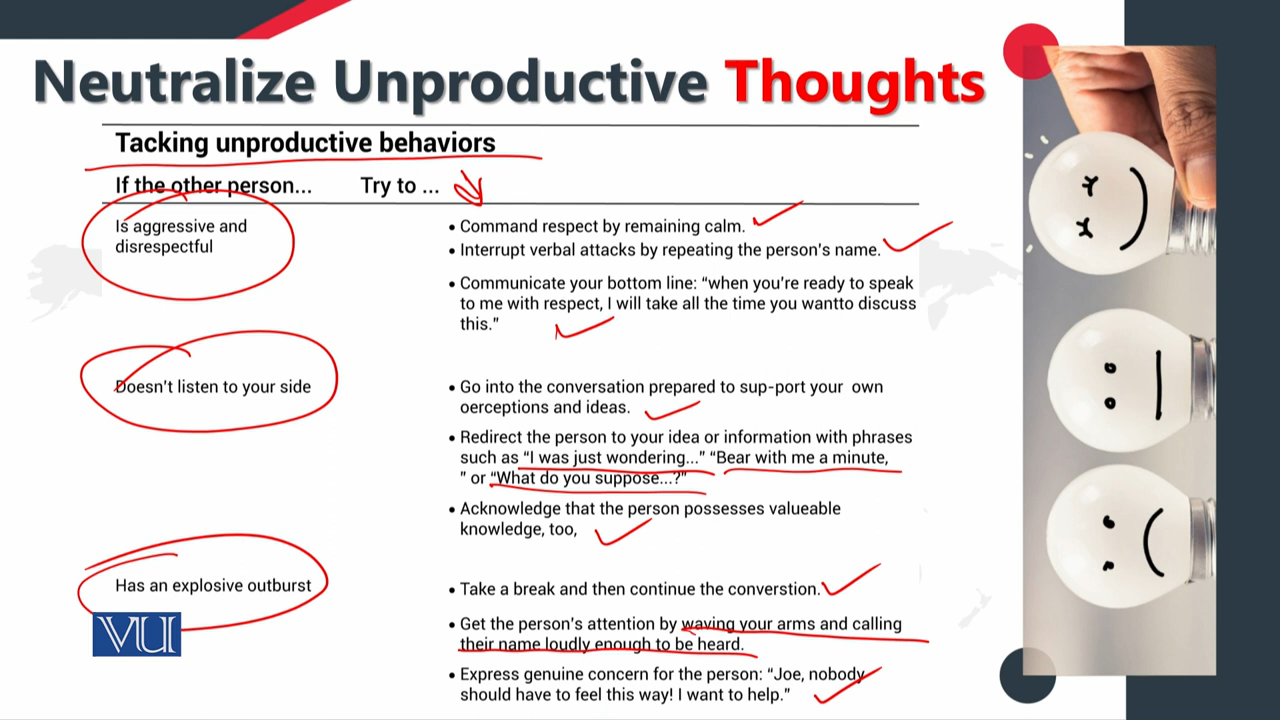 Neutralize Unproductive Thoughts
Tacking unproductive behaviors
If the other person... Try to ...
Is aggressive and
disrespectful
• Command respect by remaining calm.
• Interrupt verbal attacks by repeating the person's name.
• Communicate your bottom line: “when you're ready to speak
to me with respect, I will take all the time you wantto discuss
this.”
Doesn't listen to your side
• Go into the conversation prepared to sup-port your own
oerceptions and ideas.
• Redirect the person to your idea or information with phrases
such as “I was just wondering...” “Bear with me a minute,
” or “What do you suppose...?”
• Acknowledge that the person possesses valueable
knowledge, too,
Has an explosive outburst
• Take a break and then continue the converstion.
• Get the person's attention by waving your arms and calling
their name loudly enough to be heard.
• Express genuine concern for the person: “Joe, nobody
should have to feel this way! I want to help.”
VU